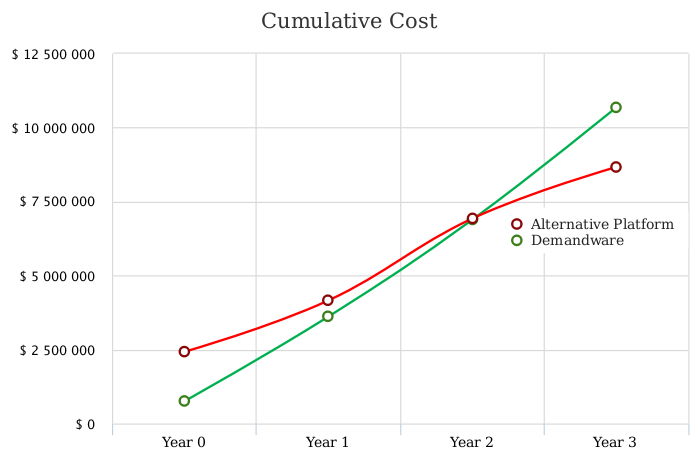 Cumulative Cost
$ 12 500 000
$ 10 000 000
$ 7 500 000
$ 5 000 000
$ 2 500 000
$ 0
Alternative Platform
Demandware
Year 0
Year 1
Year 2
Year 3